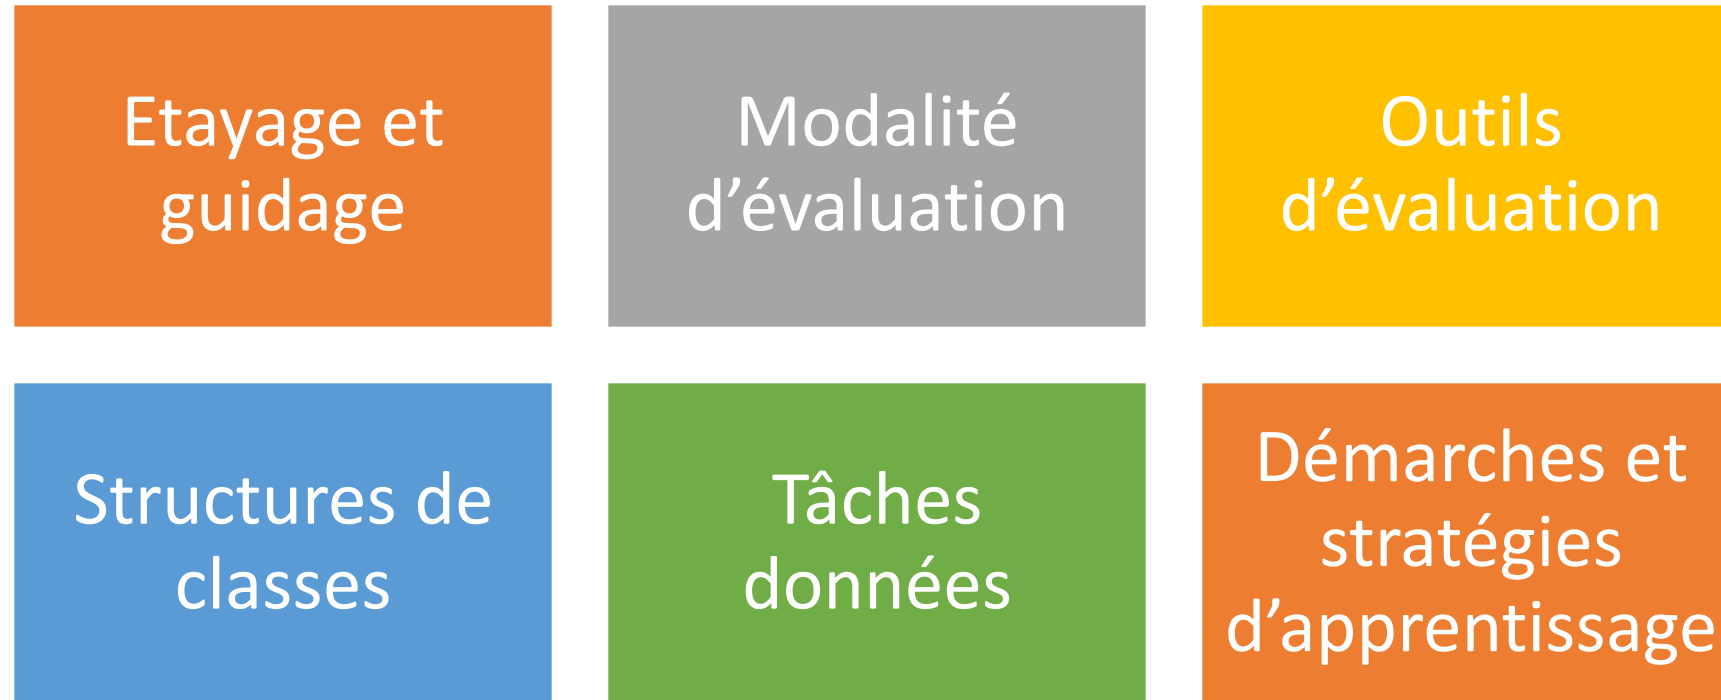 Etayage et
guidage
Modalité
d’évaluation
Outils
d’évaluation
Structures de
classes
Tâches
données
Démarches et
stratégies
d’apprentissage